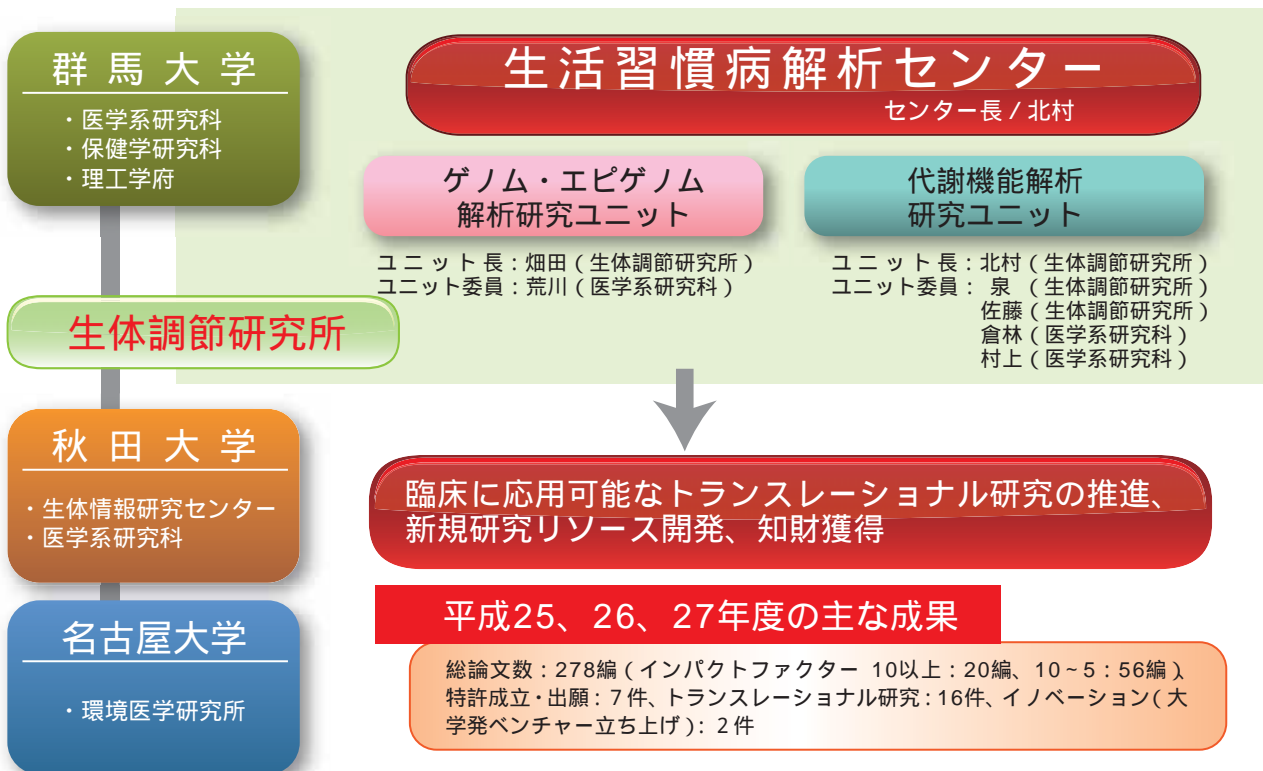 群馬大学
・医学系研究科
・保健学研究科
・理工学府
生体調節研究所
秋田大学
・生体情報研究センター
・医学系研究科
名古屋大学
・環境医学研究所
生活習慣病解析センター
センター長 / 北村
ゲノム・エピゲノム
解析研究ユニット
ユニット長：畑田（生体調節研究所）
ユニット委員：荒川（医学系研究科）
代謝機能解析
研究ユニット
ユニット長：北村（生体調節研究所）
ユニット委員： 泉 （生体調節研究所）
佐藤（生体調節研究所）
倉林（医学系研究科）
村上（医学系研究科）
臨床に応用可能なトランスレーショナル研究の推進、
新規研究リソース開発、知財獲得
平成25、26、27年度の主な成果
総論文数：278編（インパクトファクター 10以上：20編、10~5：56編）、
特許成立・出願：7件、トランスレーショナル研究：16件、イノベーション（大
学発ベンチャー立ち上げ）：2件